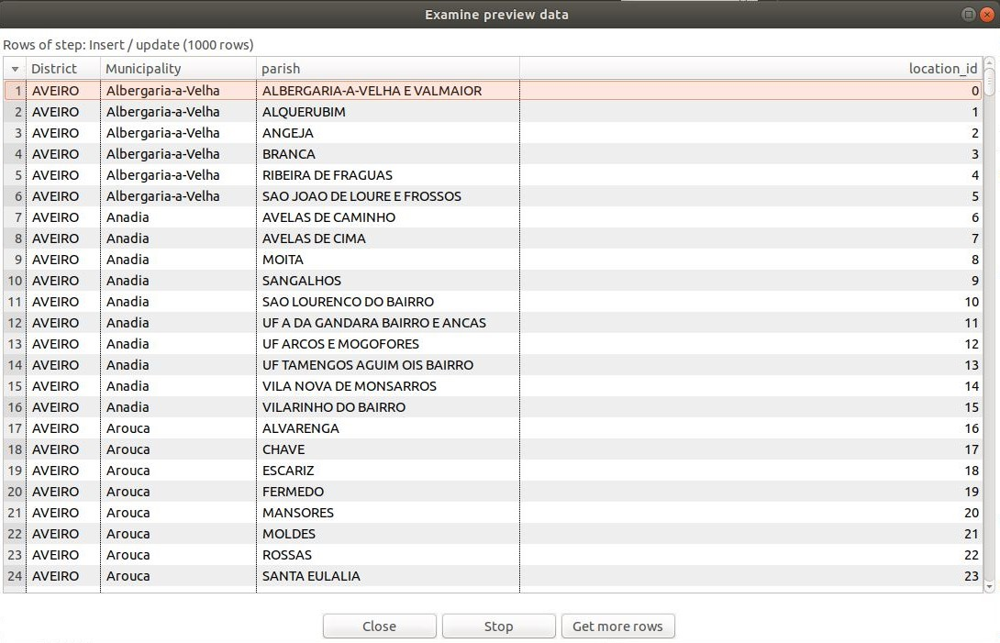 Examine preview data
Rows of step: Insert / update (1000 rows)
District Municipality parish location_id
1 AVEIRO Albergaria-a-Velha ALBERGARIA-A-VELHA E VALMAIOR 0
2 AVEIRO Albergaria-a-Velha ALQUERUBIM 1
3 AVEIRO Albergaria-a-Velha ANGEJA 2
4 AVEIRO Albergaria-a-Velha BRANCA 3
5 AVEIRO Albergaria-a-Velha RIBEIRA DE FRAGUAS 4
6 AVEIRO Albergaria-a-Velha SAO JOAO DE LOURE E FROSSOS 5
7 AVEIRO Anadia AVELAS DE CAMINHO 6
8 AVEIRO Anadia AVELAS DE CIMA 7
9 AVEIRO Anadia MOITA 8
10 AVEIRO Anadia SANGALHOS 9
11 AVEIRO Anadia SAO LOURENCO DO BAIRRO 10
12 AVEIRO Anadia UF A DA GANDARA BAIRRO E ANCAS 11
13 AVEIRO Anadia UF ARCOS E MOGOFORES 12
14 AVEIRO Anadia UF TAMENGOS AGUIM OIS BAIRRO 13
15 AVEIRO Anadia VILA NOVA DE MONSARROS 14
16 AVEIRO Anadia VILARINHO DO BAIRRO 15
17 AVEIRO Arouca ALVARENGA 16
18 AVEIRO Arouca CHAVE 17
19 AVEIRO Arouca ESCARIZ 18
20 AVEIRO Arouca FERMEDO 19
21 AVEIRO Arouca MANSORES 20
22 AVEIRO Arouca MOLDES 21
23 AVEIRO Arouca ROSSAS 22
24 AVEIRO Arouca SANTA EULALIA 23
Close Stop Get more rows